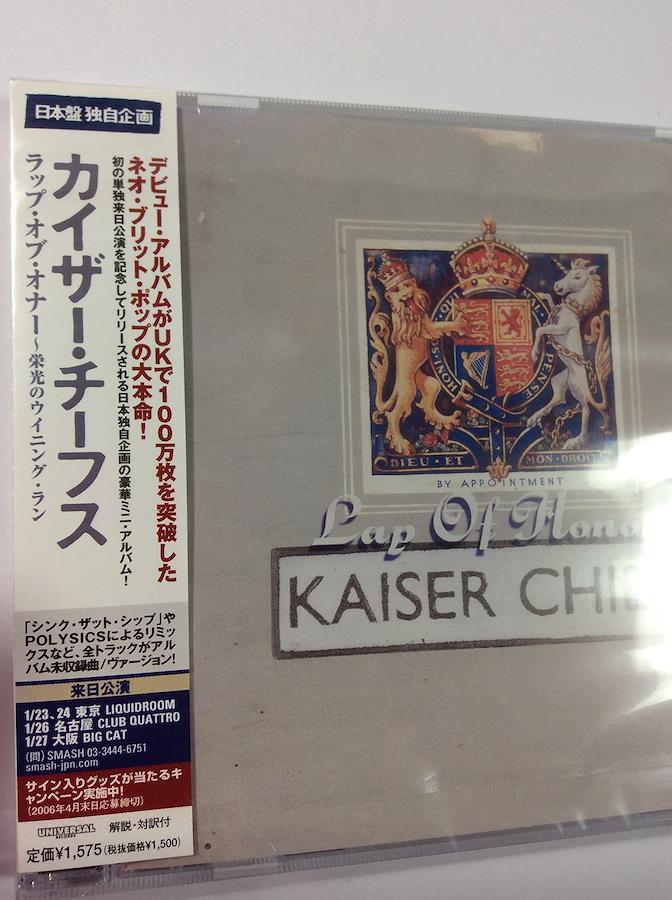 日本盤 独自企画
カイザー・チーフス
ラップ・オブ・オナー~栄光のウイニング・ラン
デビュー・アルバムがUKで100万枚を突破した
ネオ・ブリット・ポップの大本命!
初の単独来日公演を記念してリリースされる日本独自企画の豪華ミニ・アルバム!
「シンク・ザット・シップ」や
POLYSICSによるリミッ
クスなど、全トラックがアル
バム未収録曲/ヴァージョン!
来日公演
1/23、24 東京 LIQUIDROOM
1/26 名古屋 CLUB QUATTRO
1/27 大阪 BIG CAT
(問) SMASH 03-3444-6751
smash-jpn.com
サイン入りグッズが当たるキ
ャンペーン実施中!
(2006年4月末日応募締切)
UNIVERSAL 解説・対訳付
定価¥1,575(税抜価格¥1,500)
HONI
PENSE
DIEU·ET MON·DROIT
BY APPOINTMENT
Lap Of Hono
KAISER CHIE